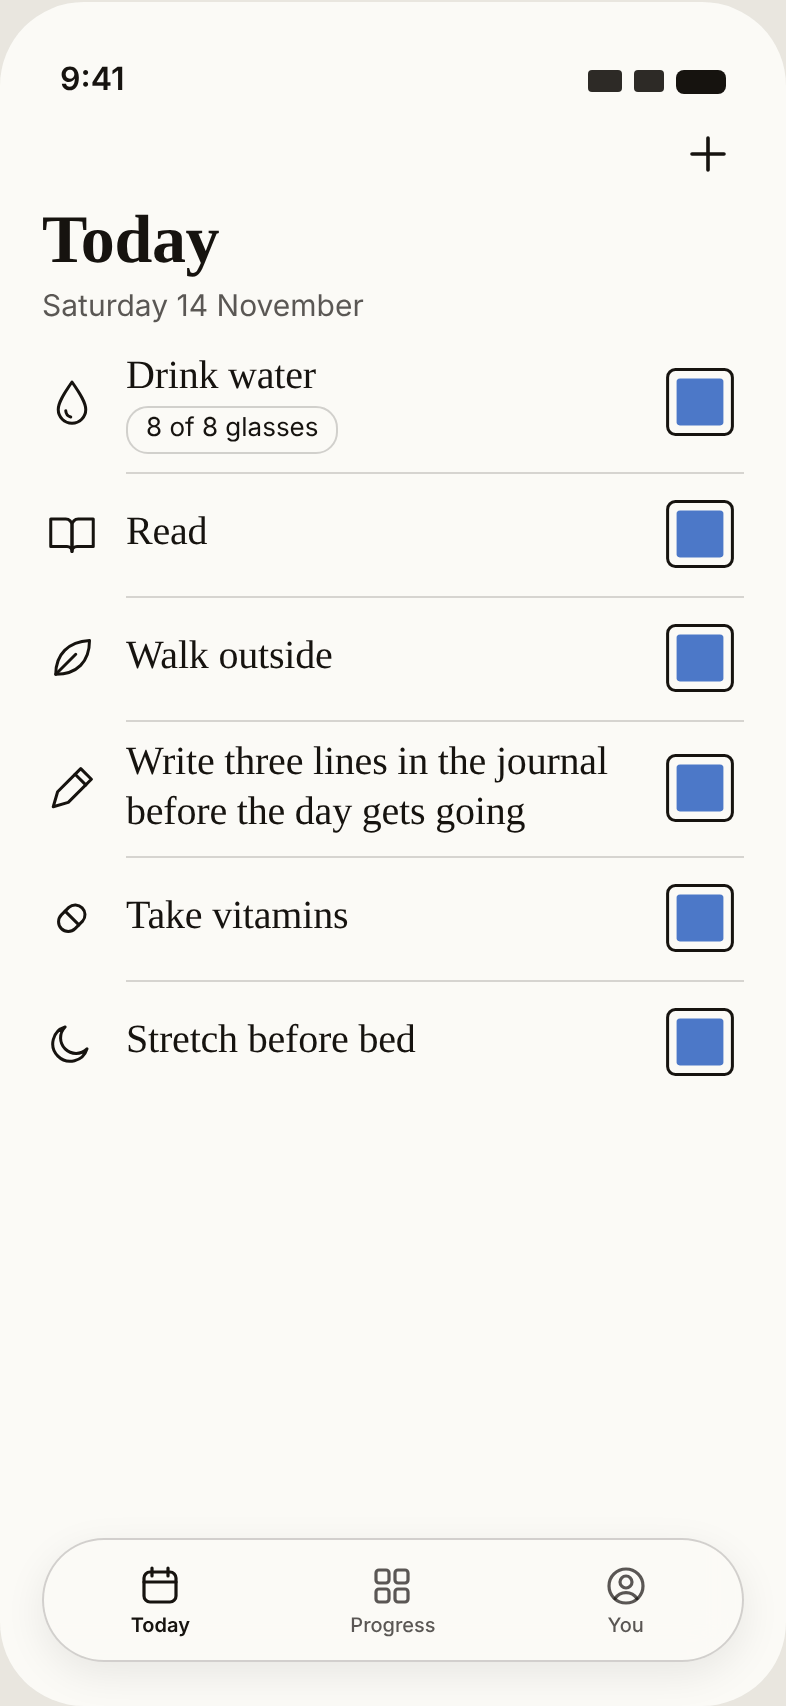 9:41
Today
Saturday 14 November
Drink water
8 of 8 glasses
Read
Walk outside
Write three lines in the journal
before the day gets going
Take vitamins
Stretch before bed
Today
Progress
You